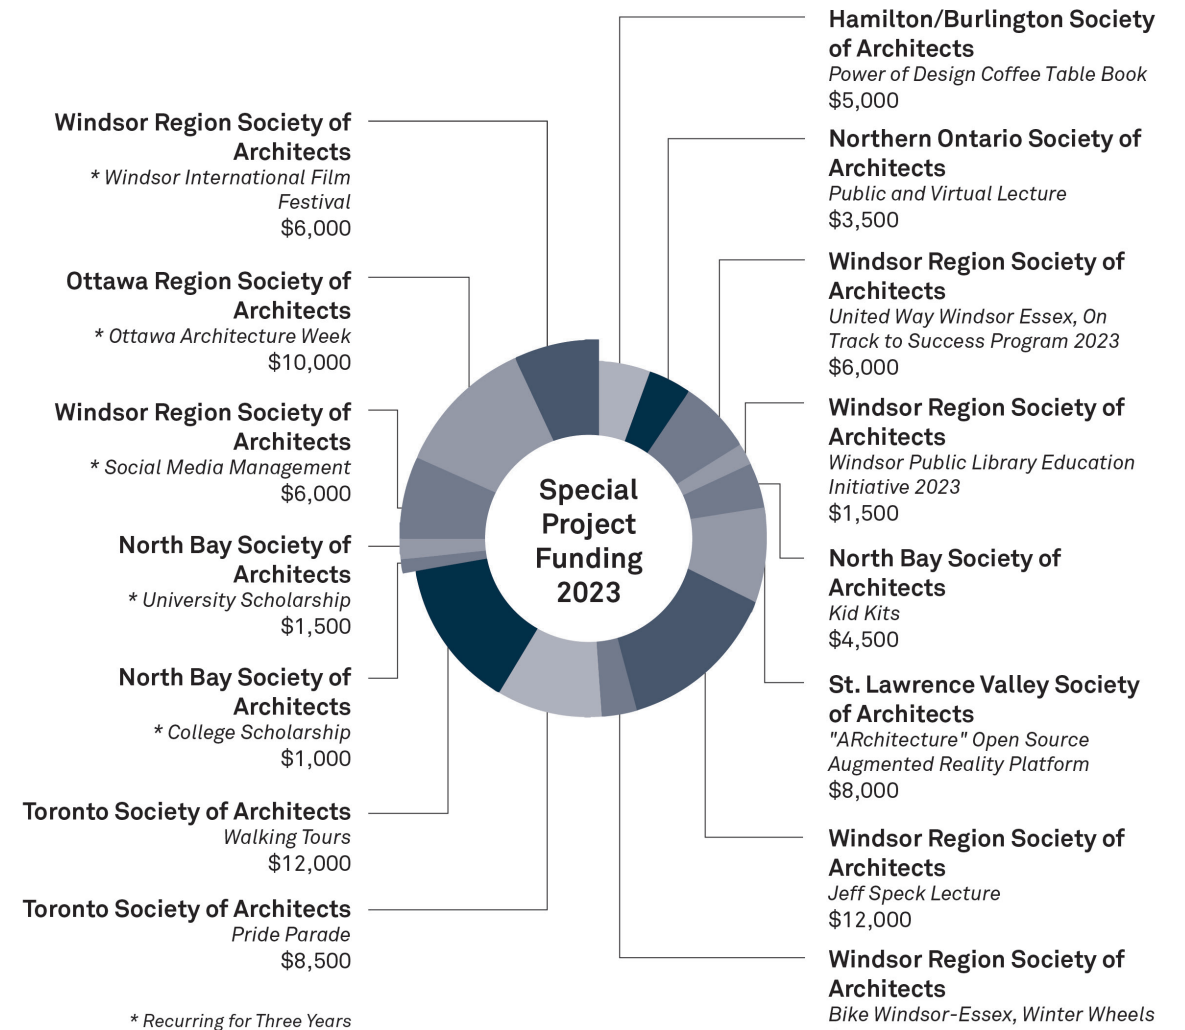 Hamilton/Burlington Society
of Architects
Power of Design Coffee Table Book
$5,000
Northern Ontario Society of
Architects
Public and Virtual Lecture
$3,500
Windsor Region Society of
Architects
United Way Windsor Essex, On
Track to Success Program 2023
$6,000
Windsor Region Society of
Architects
Windsor Public Library Education
Initiative 2023
$1,500
North Bay Society of
Architects
Kid Kits
$4,500
St. Lawrence Valley Society
of Architects
"ARchitecture" Open Source
Augmented Reality Platform
$8,000
Windsor Region Society of
Architects
Jeff Speck Lecture
$12,000
Windsor Region Society of
Architects
Bike Windsor-Essex, Winter Wheels
Windsor Region Society of
Architects
* Windsor International Film
Festival
$6,000
Ottawa Region Society of
Architects
* Ottawa Architecture Week
$10,000
Windsor Region Society of
Architects
* Social Media Management
$6,000
North Bay Society of
Architects
* University Scholarship
$1,500
North Bay Society of
Architects
* College Scholarship
$1,000
Toronto Society of Architects
Walking Tours
$12,000
Toronto Society of Architects
Pride Parade
$8,500
* Recurring for Three Years
Special
Project
Funding
2023